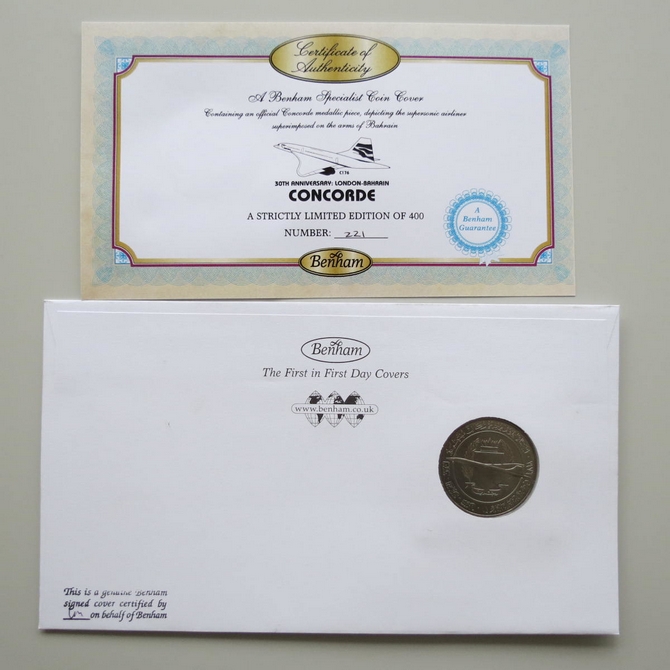 Certificate of
Authenticity
A Benham Specialist Coin Cover
Containing an official Concorde medallic piece, depicting the supersonic airliner
superimposed on the arms of Bahrain
30TH ANNIVERSARY: LONDON-BAHRAIN
CONCORDE
A STRICTLY LIMITED EDITION OF 400
NUMBER: 221
A
Benham
Guarantee
Benham
Benham
The First in First Day Covers
www.benham.co.uk
This is a genuine Benham
signed cover certified by
on behalf of Benham